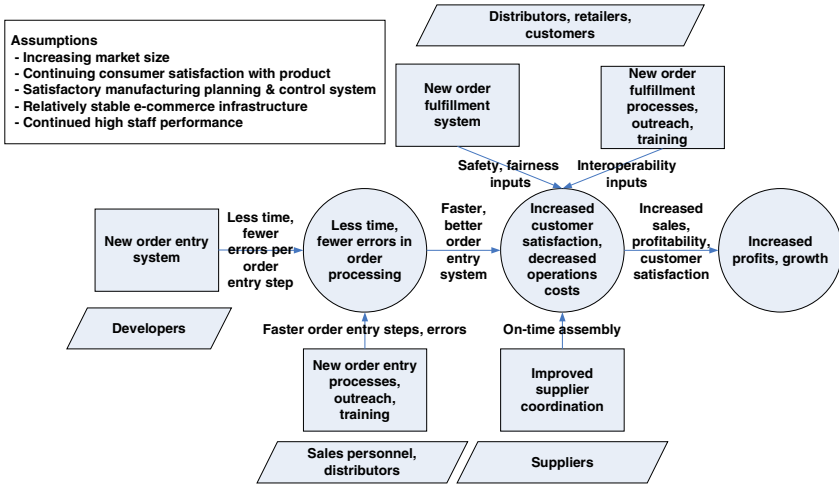 Distributors, retailers,
customers
Assumptions
- Increasing market size
- Continuing consumer satisfaction with product
- Satisfactory manufacturing planning & control system
- Relatively stable e-commerce infrastructure
- Continued high staff performance
New order
fulfillment
system
New order
fulfillment
processes,
outreach,
training
Safety, fairness
inputs
Interoperability
inputs
New order entry
system
Less time,
fewer
errors per
order
entry step
Less time,
fewer errors in
order
processing
Faster,
better
order
entry
system
Increased
customer
satisfaction,
decreased
operations
costs
Increased
sales,
profitability,
customer
satisfaction
Increased
profits, growth
Developers
Faster order entry steps, errors
On-time assembly
New order entry
processes,
outreach,
training
Improved
supplier
coordination
Sales personnel,
distributors
Suppliers